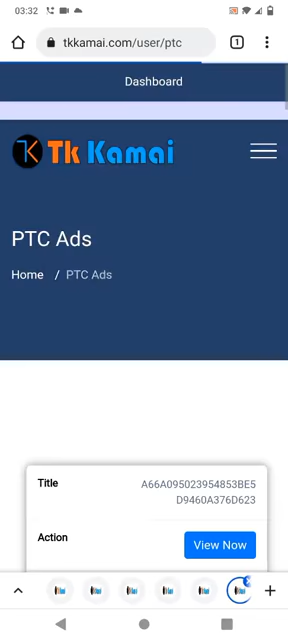 03:32
tkkamai.com/user/ptc
1
Dashboard
Tk Kamai
PTC Ads
Home / PTC Ads
Title
A66A095023954853BE5
D9460A376D623
Action
View Now